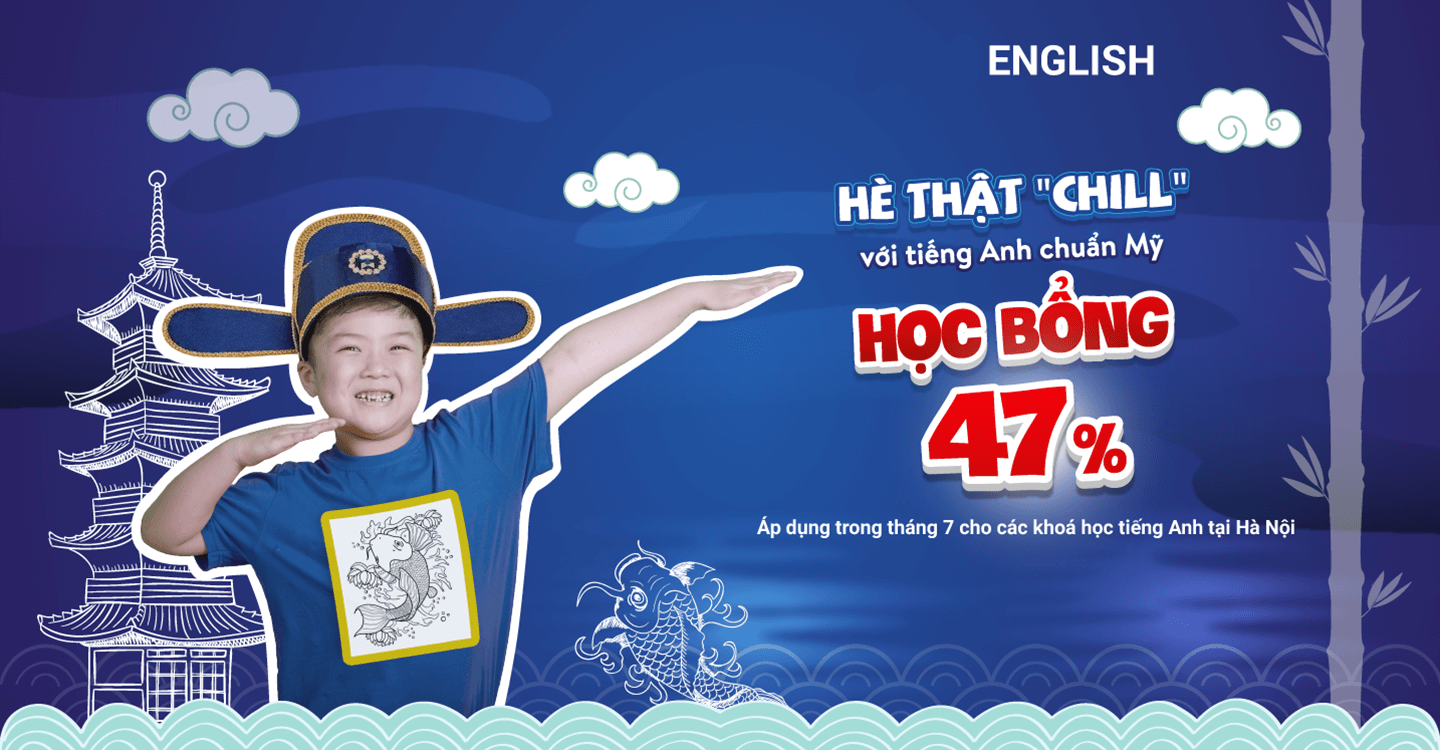 ENGLISH
HÈ THẬT "CHILL"
với tiếng Anh chuẩn Mỹ
HỌC BỔNG
47%
Áp dụng trong tháng 7 cho các khoá học tiếng Anh tại Hà Nội